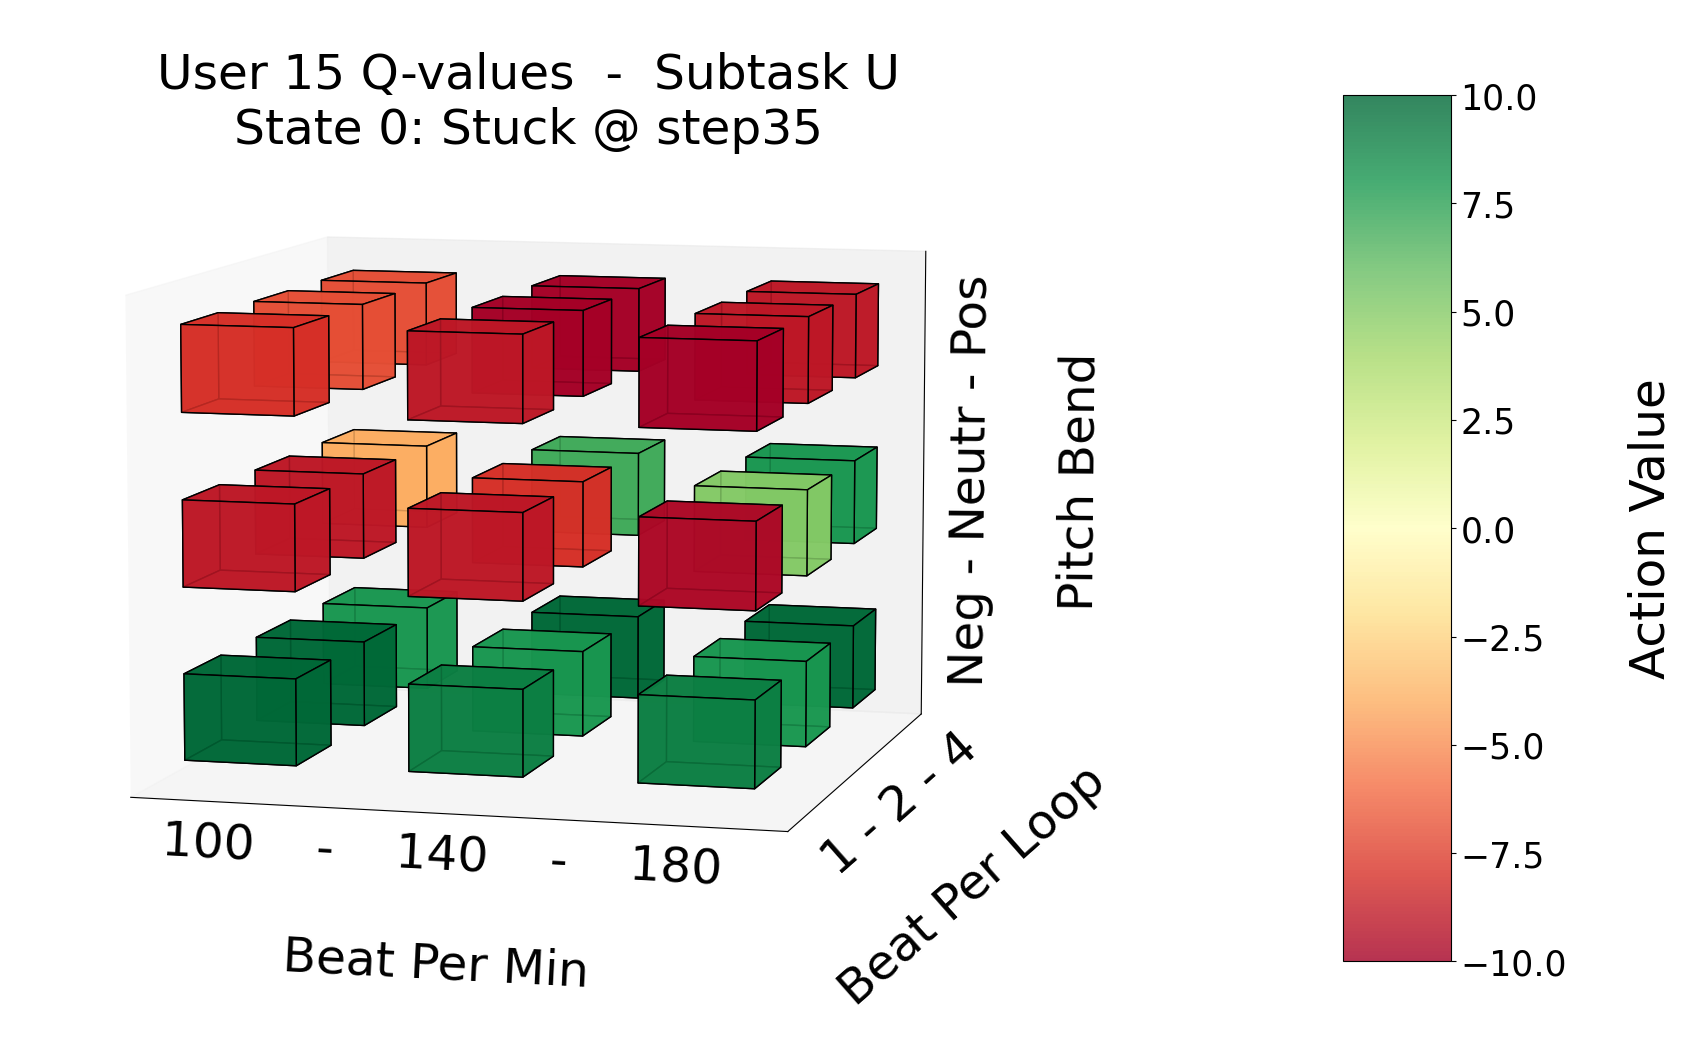 User 15 Q-values - Subtask U
State 0: Stuck @ step35
Neg - Neutr - Pos
Pitch Bend
1 - 2 - 4
Beat Per Loop
100 - 140 - 180
Beat Per Min
10.0
7.5
5.0
2.5
0.0
−2.5
−5.0
−7.5
−10.0
Action Value